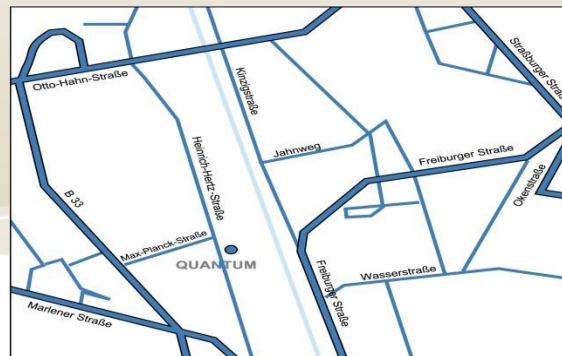 Otto-Hahn-Straße
Kinzigstraße
Straßburger Straß
Jahnweg
Heinrich-Hertz-Straße
Freiburger Straße
Okenstraße
B 33
Max-Planck-Straße
QUANTUM
Freiburger Straße
Wasserstraße
Marlener Straße